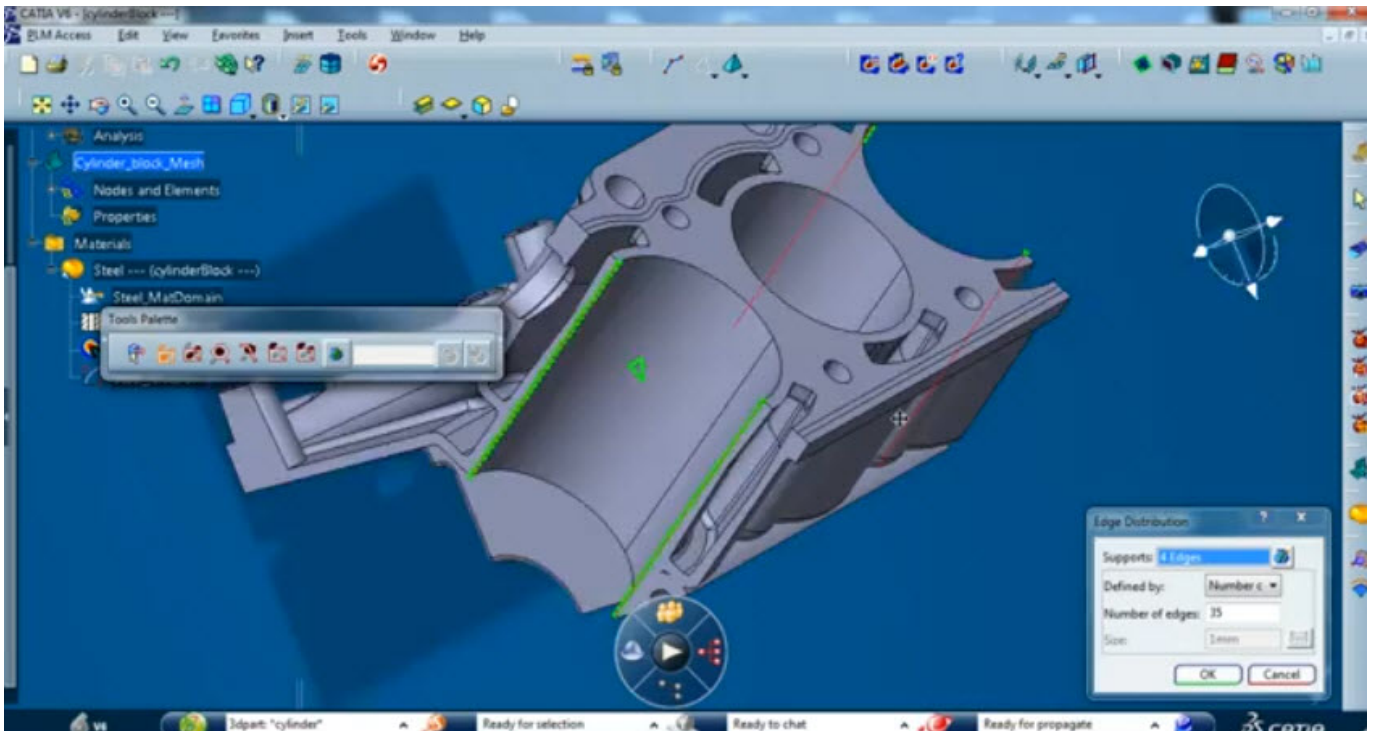 CATIA V6 - [cylinderBlock ---]
PLM Access Edit View Favorites Insert Tools Window Help
Analysis
Cylinder_block_Mesh
Nodes and Elements
Properties
Materials
Steel --- (cylinderBlock ---)
Steel_MatDomain
Tools Palette
Edge Distribution ? X
Supports: 4 Edges
Defined by: Number c
Number of edges: 35
Size: 1mm
OK Cancel
V6 3dpart: "cylinder" Ready for selection Ready to chat Ready for propagate CATIA